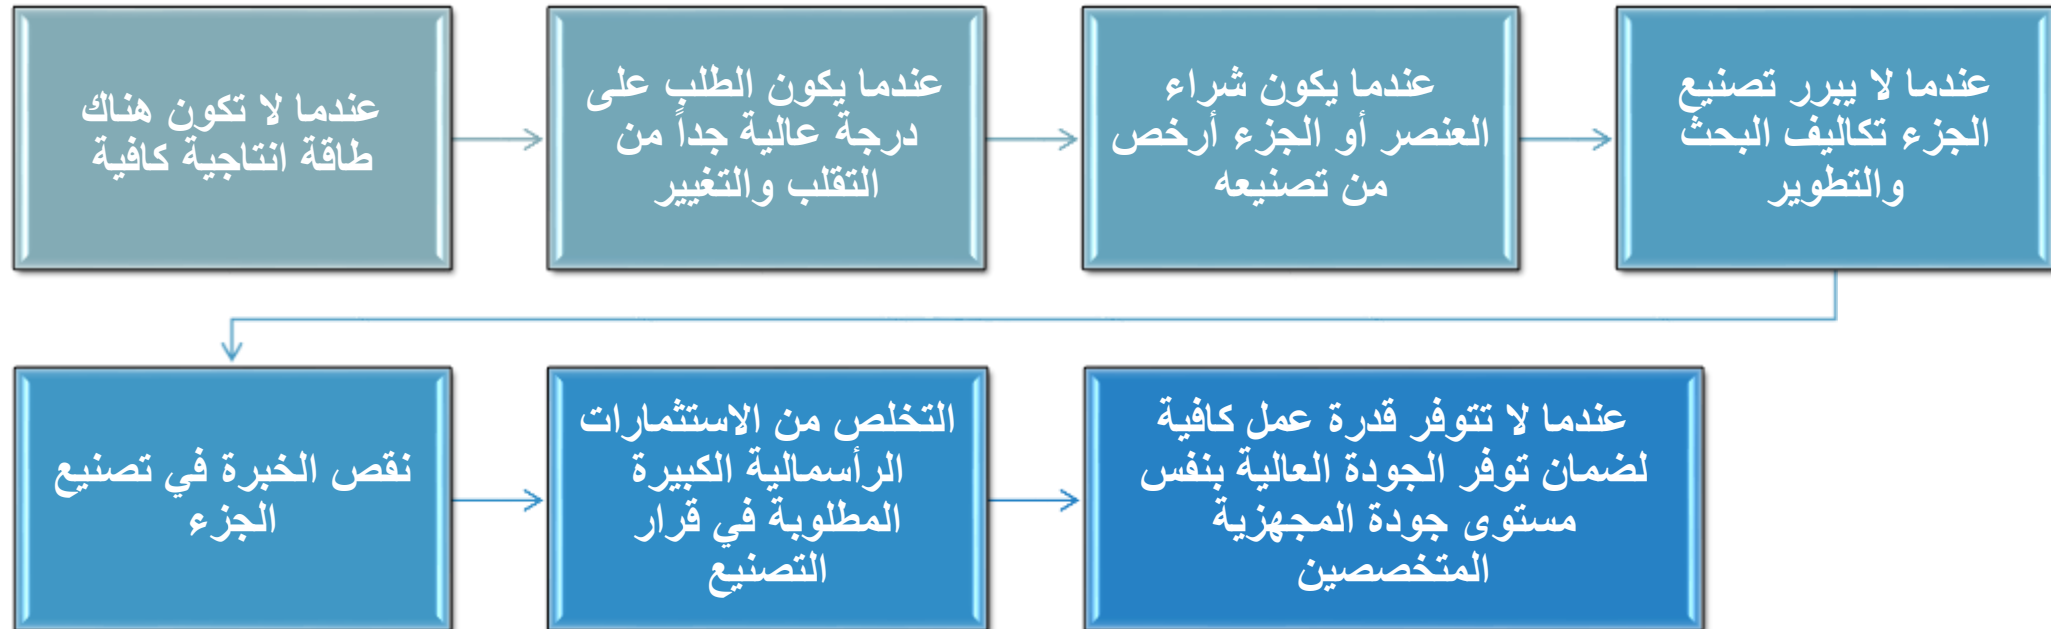 عندما لا تكون هناك
طاقة انتاجية كافية
عندما يكون الطلب على
درجة عالية جداً من
التقلب والتغيير
عندما يكون شراء
العنصر أو الجزء أرخص
من تصنيعه
عندما لا يبرر تصنيع
الجزء تكاليف البحث
والتطوير
نقص الخبرة في تصنيع
الجزء
التخلص من الاستثمارات
الرأسمالية الكبيرة
المطلوبة في قرار
التصنيع
عندما لا تتوفر قدرة عمل كافية
لضمان توفر الجودة العالية بنفس
مستوى جودة المجهزية
المتخصصين